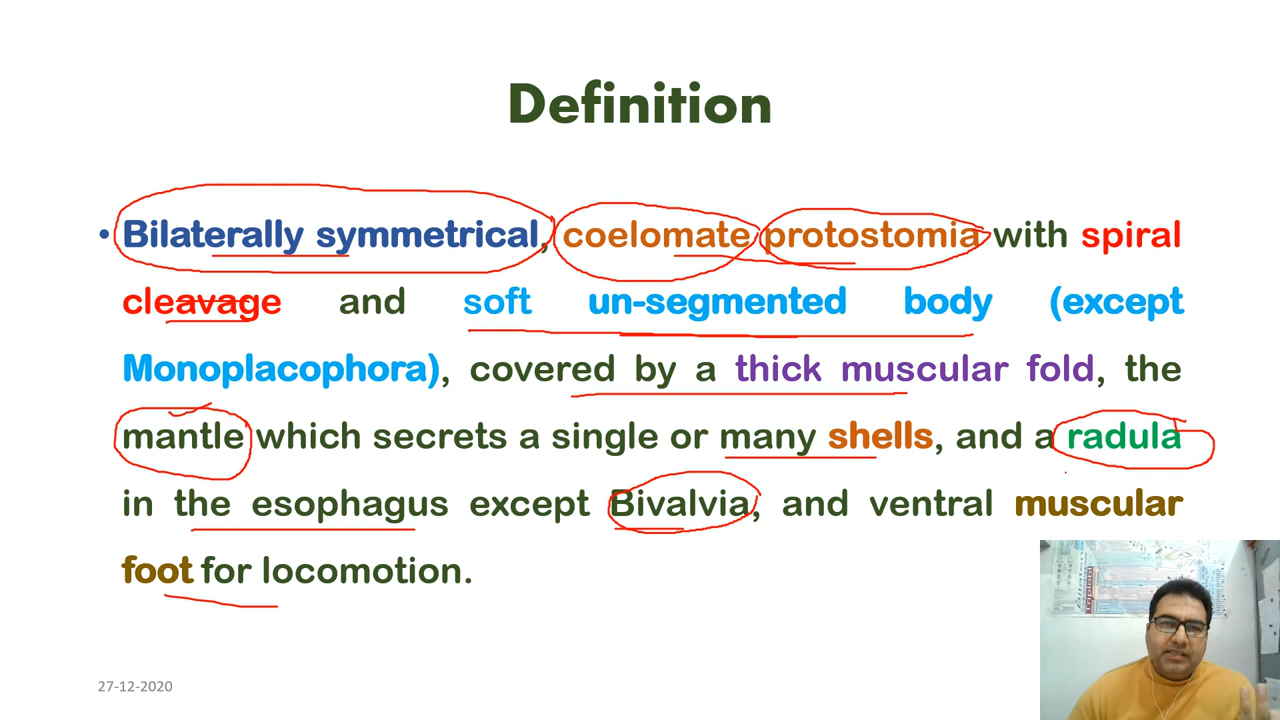 Definition
• Bilaterally symmetrical, coelomate protostomia with spiral
cleavage and soft un-segmented body (except
Monoplacophora), covered by a thick muscular fold, the
mantle which secrets a single or many shells, and a radula
in the esophagus except Bivalvia, and ventral muscular
foot for locomotion.
27-12-2020